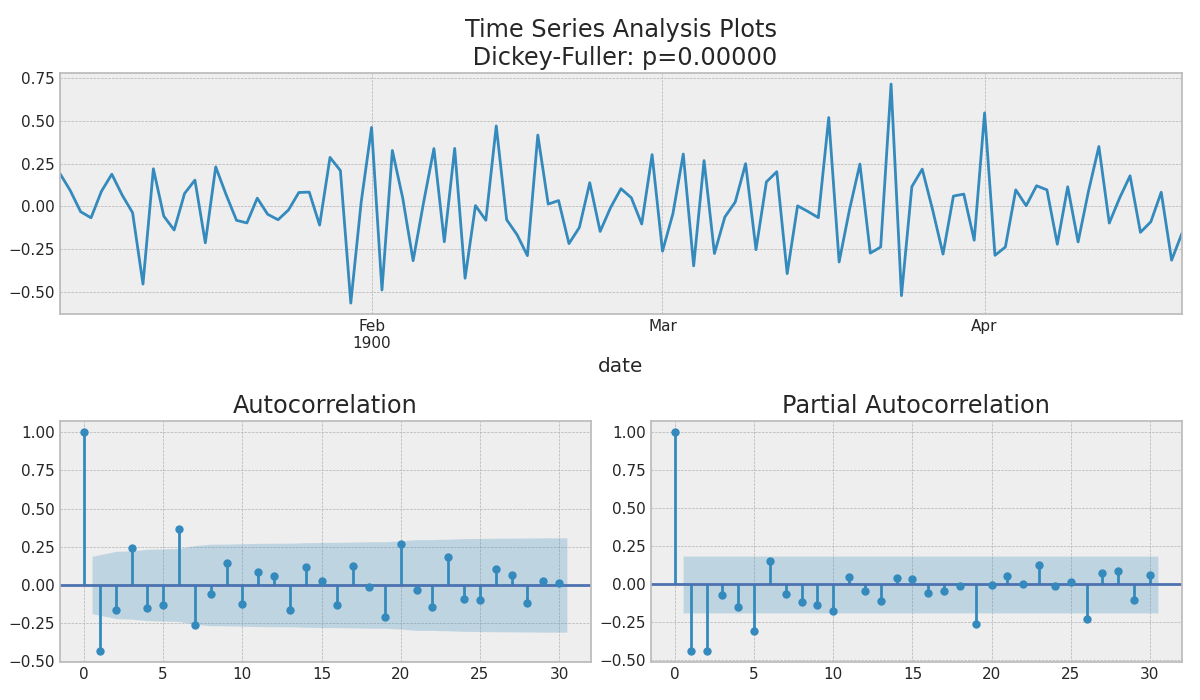 Time Series Analysis Plots
Dickey-Fuller: p=0.00000
0.75
0.50
0.25
0.00
−0.25
−0.50
Feb
1900
Mar
Apr
date
Autocorrelation
1.00
0.75
0.50
0.25
0.00
−0.25
−0.50
0 5 10 15 20 25 30
Partial Autocorrelation
1.00
0.75
0.50
0.25
0.00
−0.25
−0.50
0 5 10 15 20 25 30